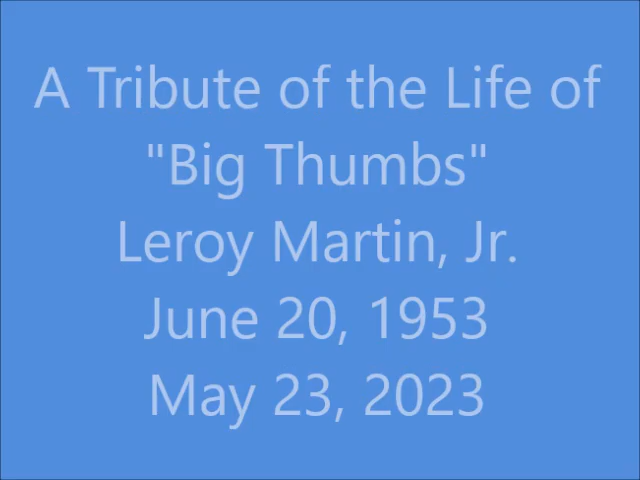 A Tribute of the Life of
"Big Thumbs"
Leroy Martin, Jr.
June 20, 1953
May 23, 2023